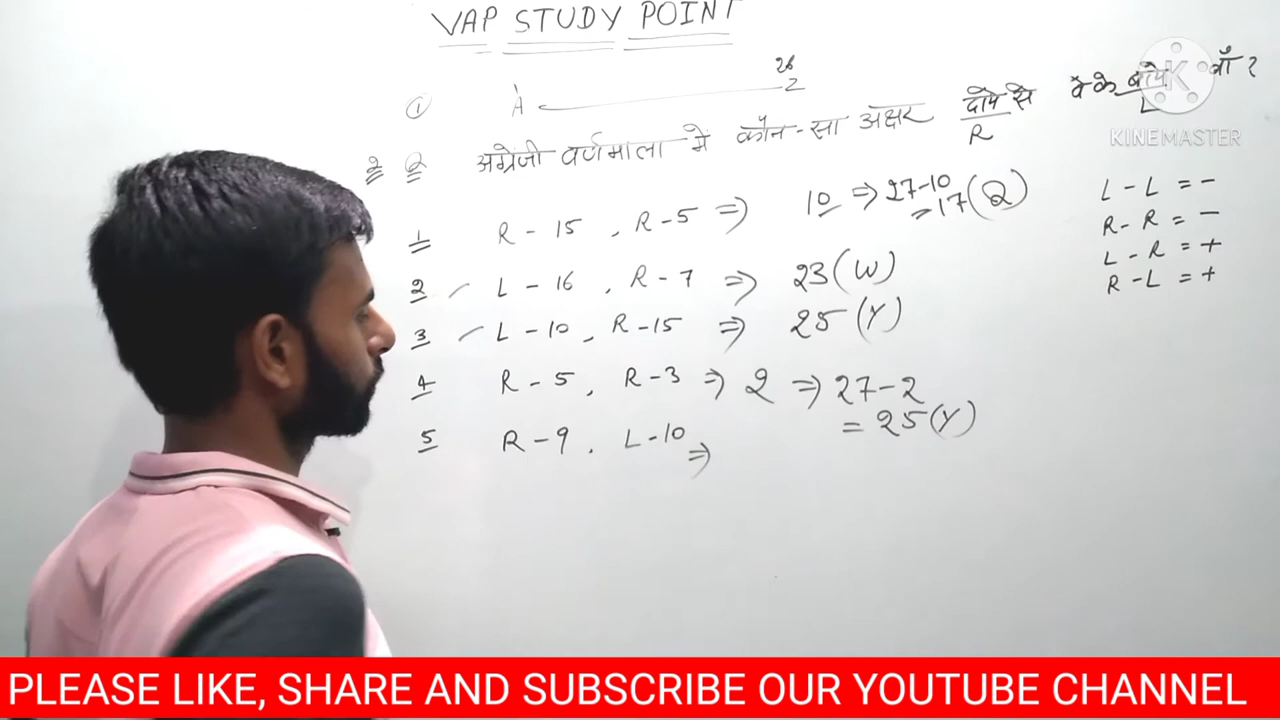 VAP STUDY POINT
① A 26 Z
2 ② अंग्रेजी वर्णमाला में कौन-सा अक्षर दायें से वें के बायें वाँ ?
R L
1 R - 15 , R - 5 ⇒ 10 ⇒ 27-10
= 17 (Q)
2 L - 16 , R - 7 ⇒ 23 (W)
3 L - 10 , R - 15 ⇒ 25 (Y)
4 R - 5 , R - 3 ⇒ 2 ⇒ 27-2
= 25 (Y)
5 R - 9 , L - 10 ⇒
L - L = -
R - R = -
L - R = +
R - L = +
K
KINEMASTER
PLEASE LIKE, SHARE AND SUBSCRIBE OUR YOUTUBE CHANNEL